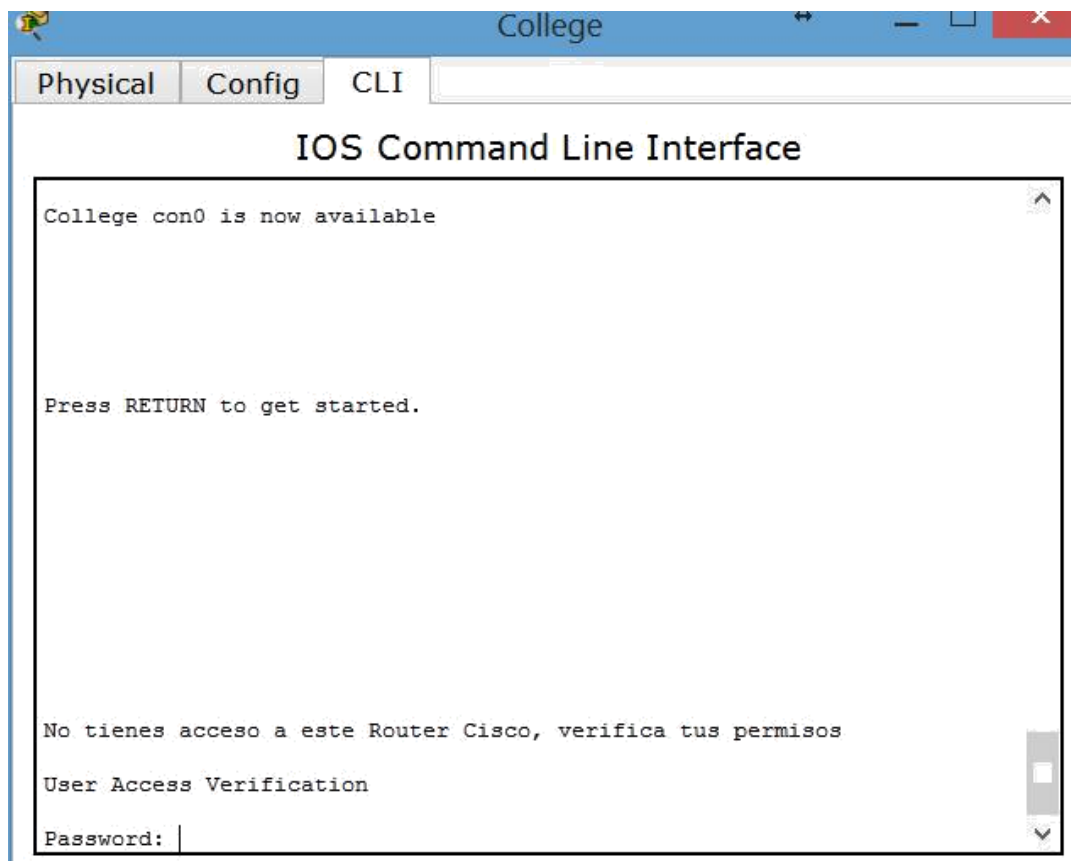 College
Physical Config CLI
IOS Command Line Interface
College con0 is now available
Press RETURN to get started.
No tienes acceso a este Router Cisco, verifica tus permisos
User Access Verification
Password: